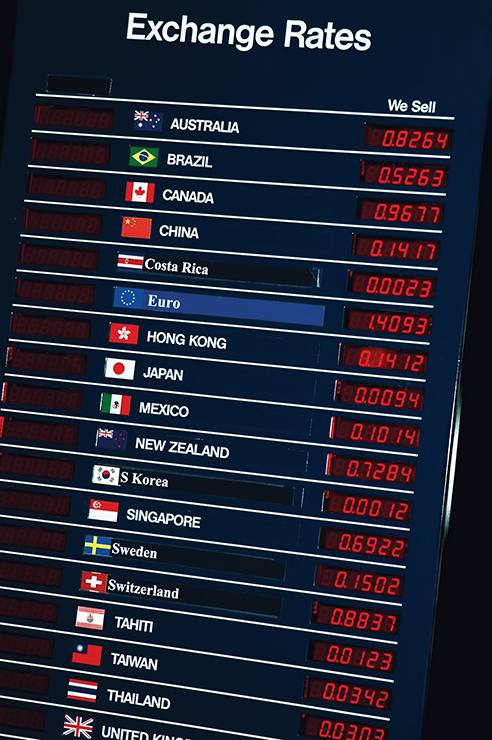 Exchange Rates
We Sell
AUSTRALIA 0.8264
BRAZIL 0.5263
CANADA 0.9677
CHINA 0.1417
Costa Rica 0.0023
Euro 1.4093
HONG KONG 0.1412
JAPAN 0.0094
MEXICO 0.1014
NEW ZEALAND 0.7284
S Korea 0.0012
SINGAPORE 0.6922
Sweden 0.1502
Switzerland 0.8837
TAHITI 0.0123
TAIWAN 0.0342
THAILAND 0.0303
UNITED